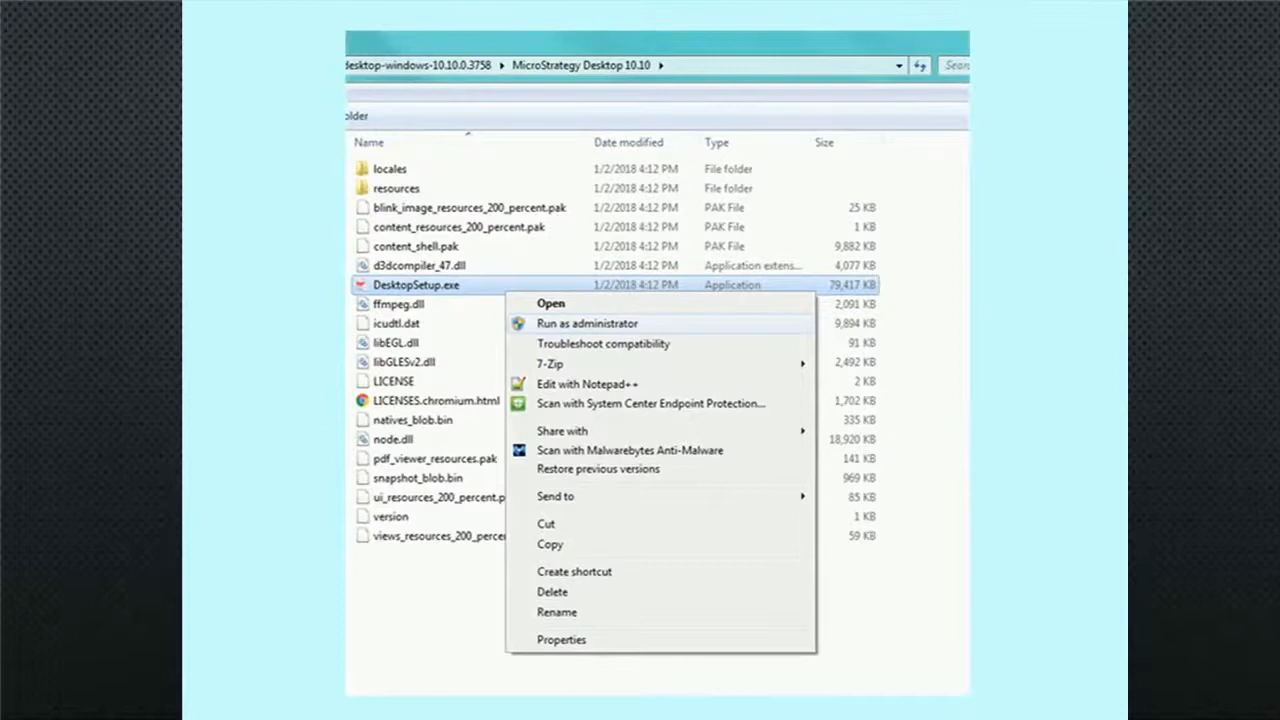 desktop-windows-10.10.0.3758 MicroStrategy Desktop 10.10 Sear
older
Name Date modified Type Size
locales 1/2/2018 4:12 PM File folder
resources 1/2/2018 4:12 PM File folder
blink_image_resources_200_percent.pak 1/2/2018 4:12 PM PAK File 25 KB
content_resources_200_percent.pak 1/2/2018 4:12 PM PAK File 1 KB
content_shell.pak 1/2/2018 4:12 PM PAK File 9,882 KB
d3dcompiler_47.dll 1/2/2018 4:12 PM Application extens... 4,077 KB
DesktopSetup.exe 1/2/2018 4:12 PM Application 79,417 KB
ffmpeg.dll 2,091 KB
icudtl.dat 9,894 KB
libEGL.dll 91 KB
libGLESv2.dll 2,492 KB
LICENSE 2 KB
LICENSES.chromium.html 1,702 KB
natives_blob.bin 335 KB
node.dll 18,920 KB
pdf_viewer_resources.pak 141 KB
snapshot_blob.bin 969 KB
ui_resources_200_percent.p 85 KB
version 1 KB
views_resources_200_percer 59 KB
Open
Run as administrator
Troubleshoot compatibility
7-Zip
Edit with Notepad++
Scan with System Center Endpoint Protection...
Share with
Scan with Malwarebytes Anti-Malware
Restore previous versions
Send to
Cut
Copy
Create shortcut
Delete
Rename
Properties